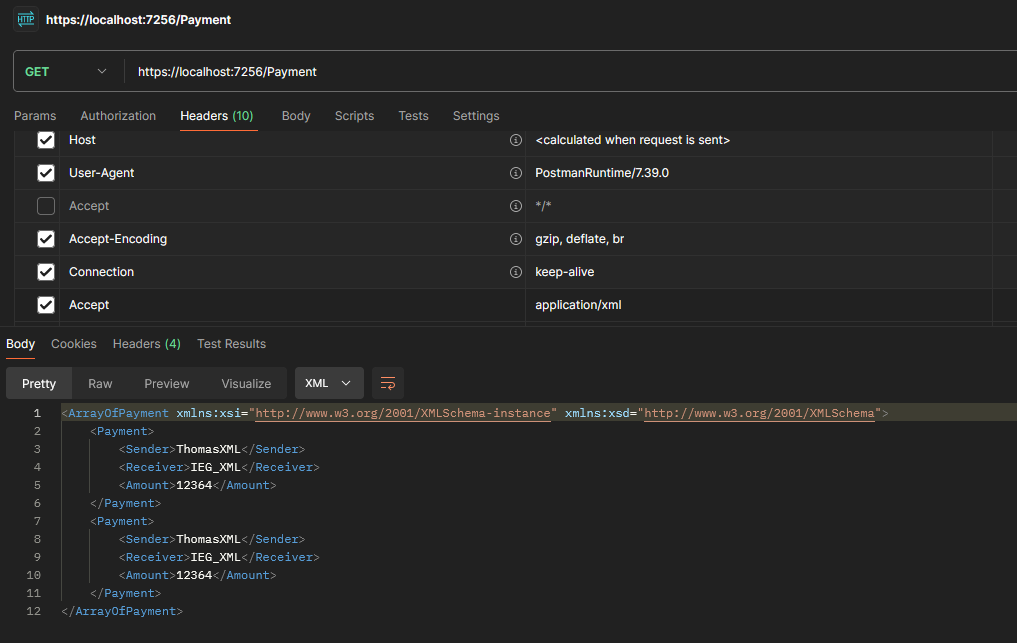 HTTP https://localhost:7256/Payment
GET https://localhost:7256/Payment
Params Authorization Headers (10) Body Scripts Tests Settings
Host <calculated when request is sent>
User-Agent PostmanRuntime/7.39.0
Accept */*
Accept-Encoding gzip, deflate, br
Connection keep-alive
Accept application/xml
Body Cookies Headers (4) Test Results
Pretty Raw Preview Visualize XML
1 <ArrayOfPayment xmlns:xsi="http://www.w3.org/2001/XMLSchema-instance" xmlns:xsd="http://www.w3.org/2001/XMLSchema">
2 <Payment>
3 <Sender>ThomasXML</Sender>
4 <Receiver>IEG_XML</Receiver>
5 <Amount>12364</Amount>
6 </Payment>
7 <Payment>
8 <Sender>ThomasXML</Sender>
9 <Receiver>IEG_XML</Receiver>
10 <Amount>12364</Amount>
11 </Payment>
12 </ArrayOfPayment>